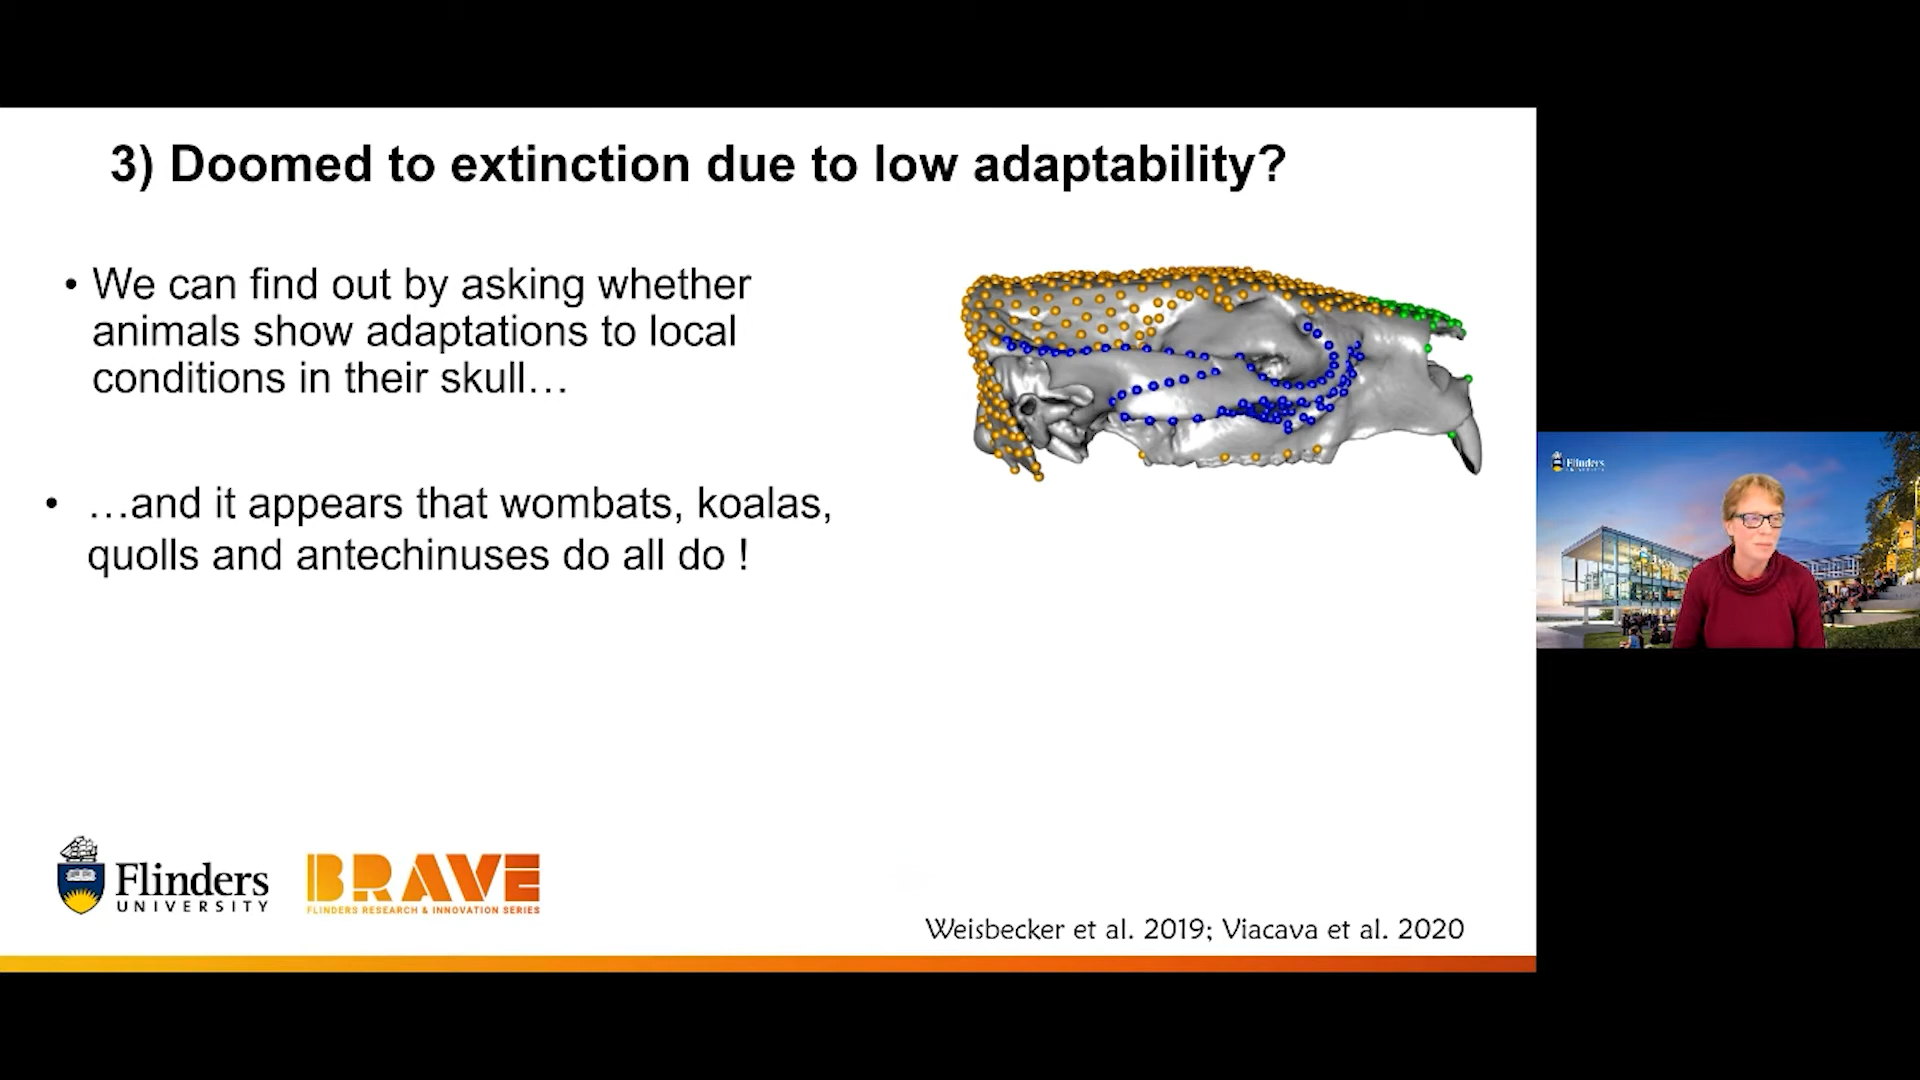 3) Doomed to extinction due to low adaptability?
• We can find out by asking whether
animals show adaptations to local
conditions in their skull…
• …and it appears that wombats, koalas,
quolls and antechinuses do all do !
Flinders
UNIVERSITY
BRAVE
FLINDERS RESEARCH & INNOVATION SERIES
Weisbecker et al. 2019; Viacava et al. 2020
Flinders